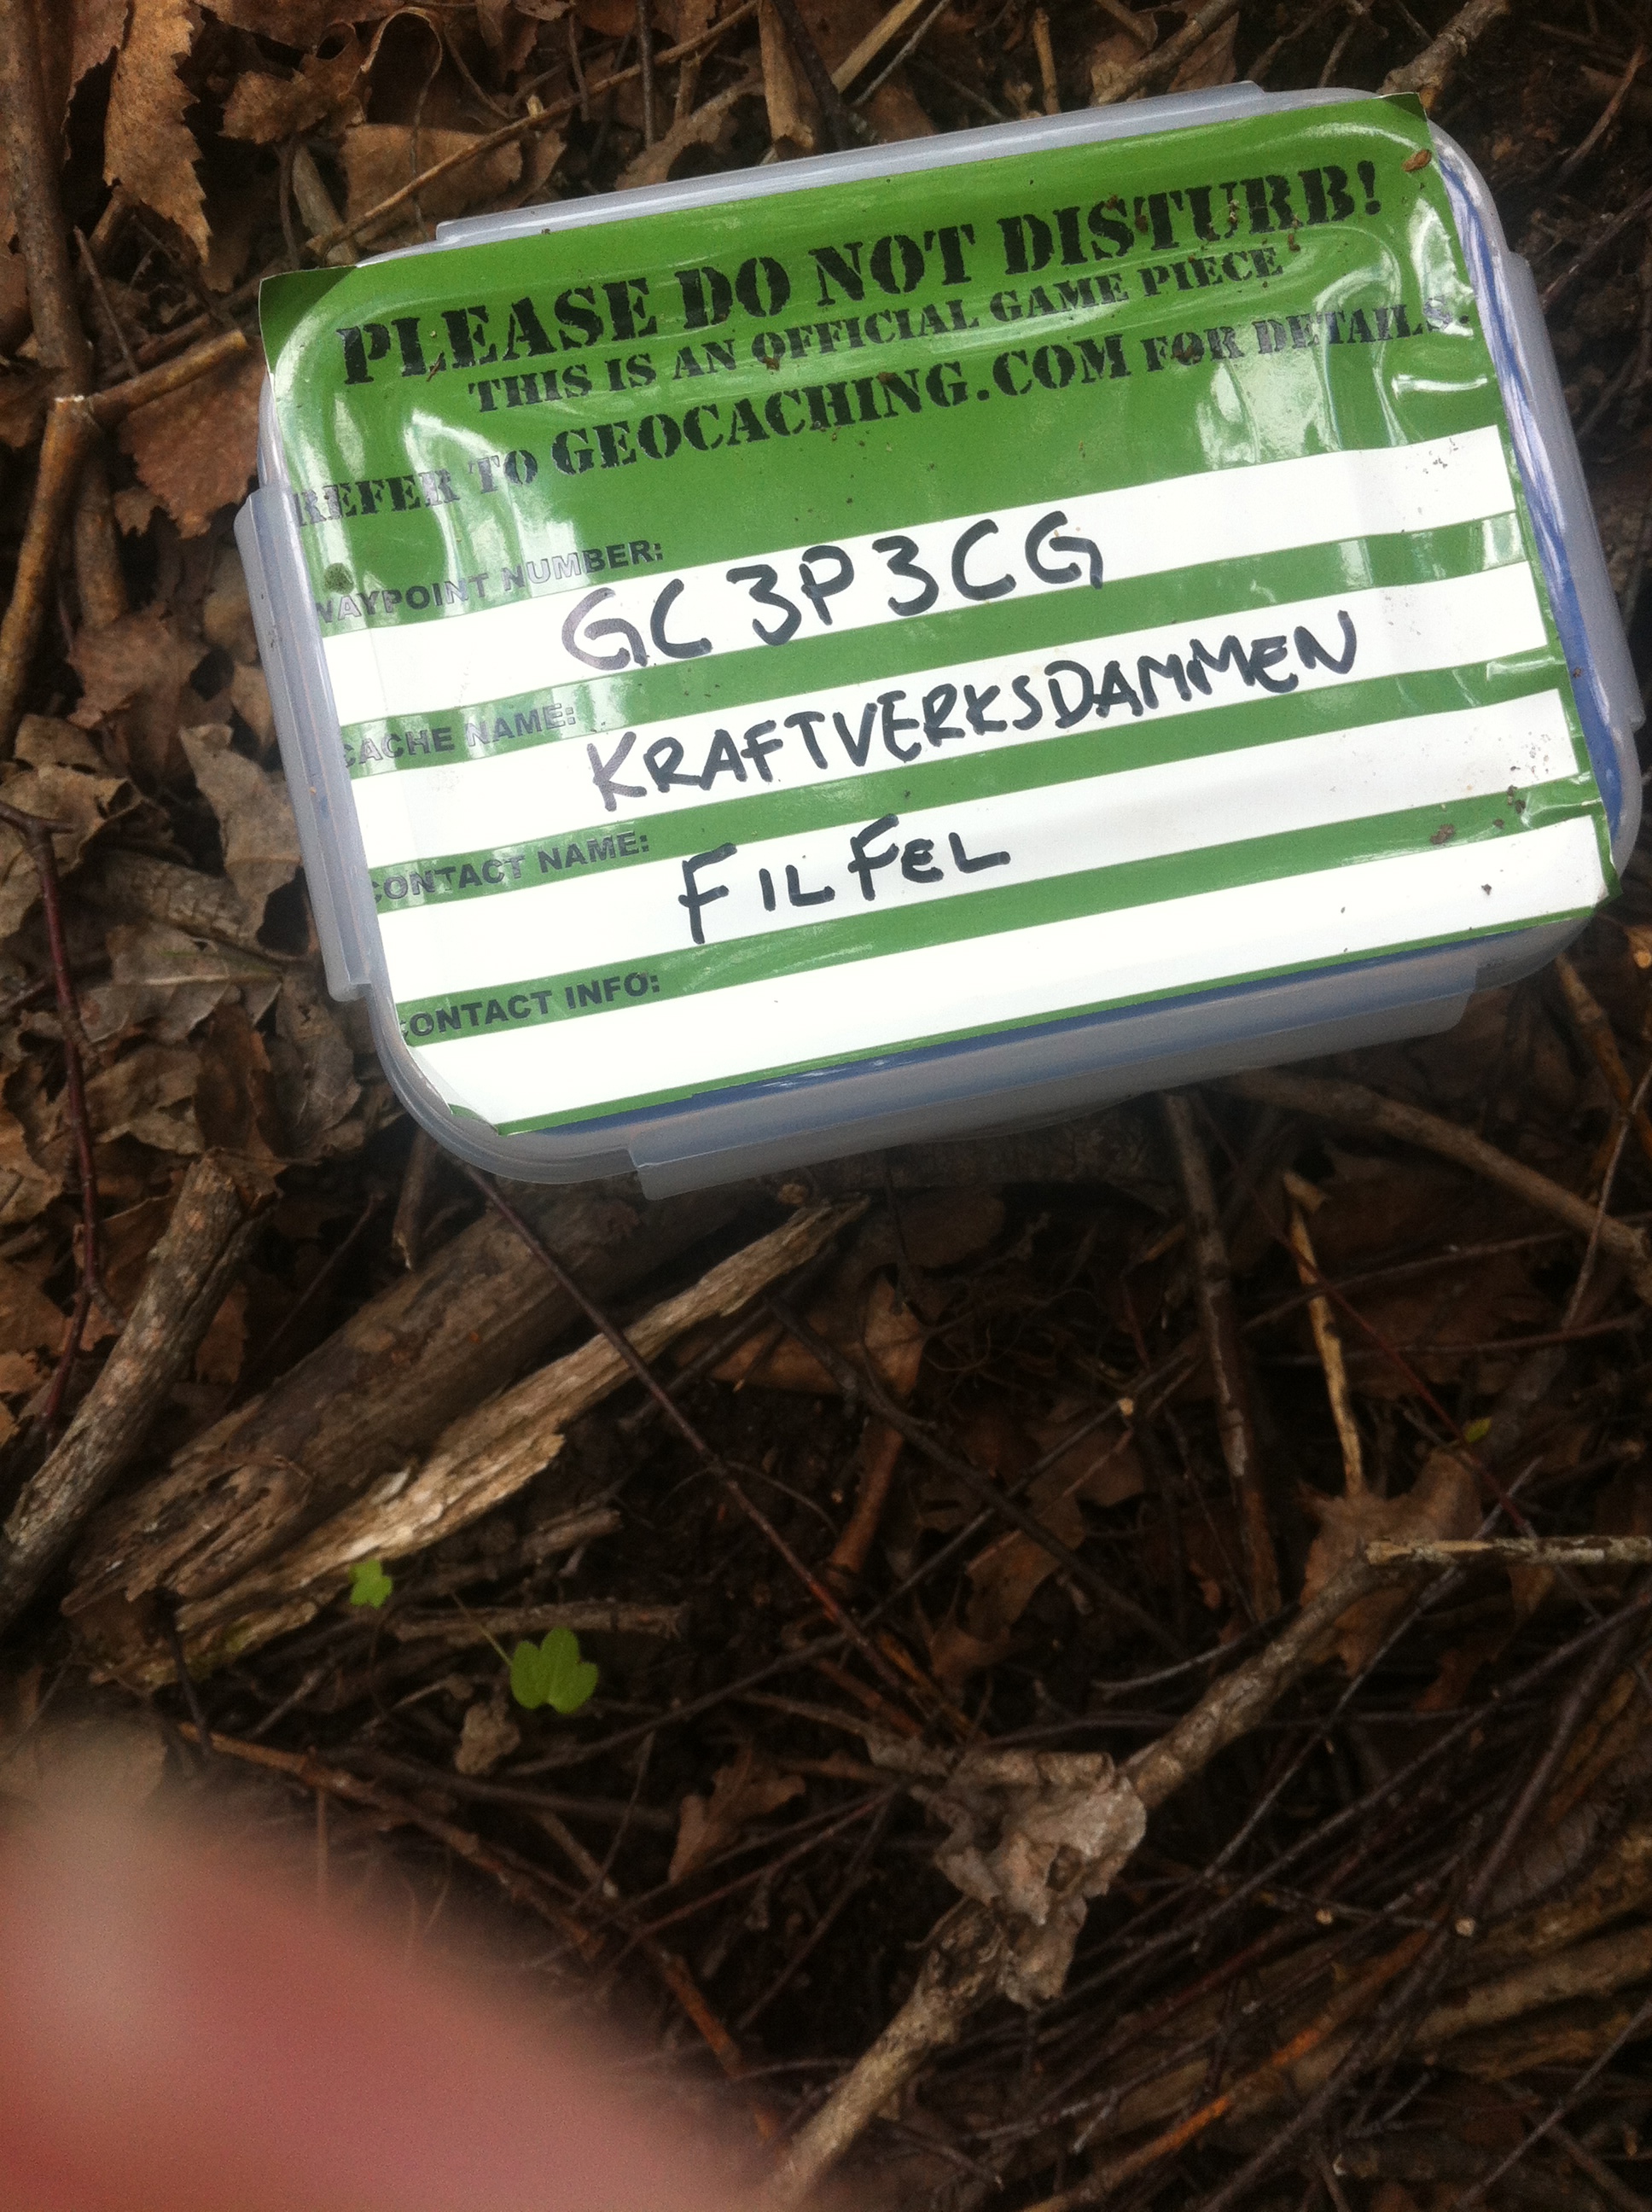 PLEASE DO NOT DISTURB!
THIS IS AN OFFICIAL GAME PIECE
REFER TO GEOCACHING.COM FOR DETAILS.
WAYPOINT NUMBER:
GC3P3CG
CACHE NAME:
KRAFTVERKSDAMMEN
CONTACT NAME:
FILFEL
CONTACT INFO: